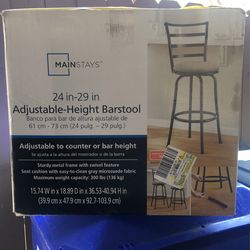 MAINSTAYS™
24 in-29 in
Adjustable-Height Barstool
Banco para bar de altura ajustable de
61 cm - 73 cm (24 pulg. – 29 pulg.)
Adjustable to counter or bar height
Se ajusta a la altura del mostrador o de la barra
Sturdy metal frame with swivel feature
Seat cushion with easy-to-clean gray microsuede fabric
Maximum weight capacity: 300 lbs (136 kg)
15.74 W in x 18.89 D in x 36.53-40.94 H in
(39.9 cm x 47.9 cm x 92.7-103.9 cm)